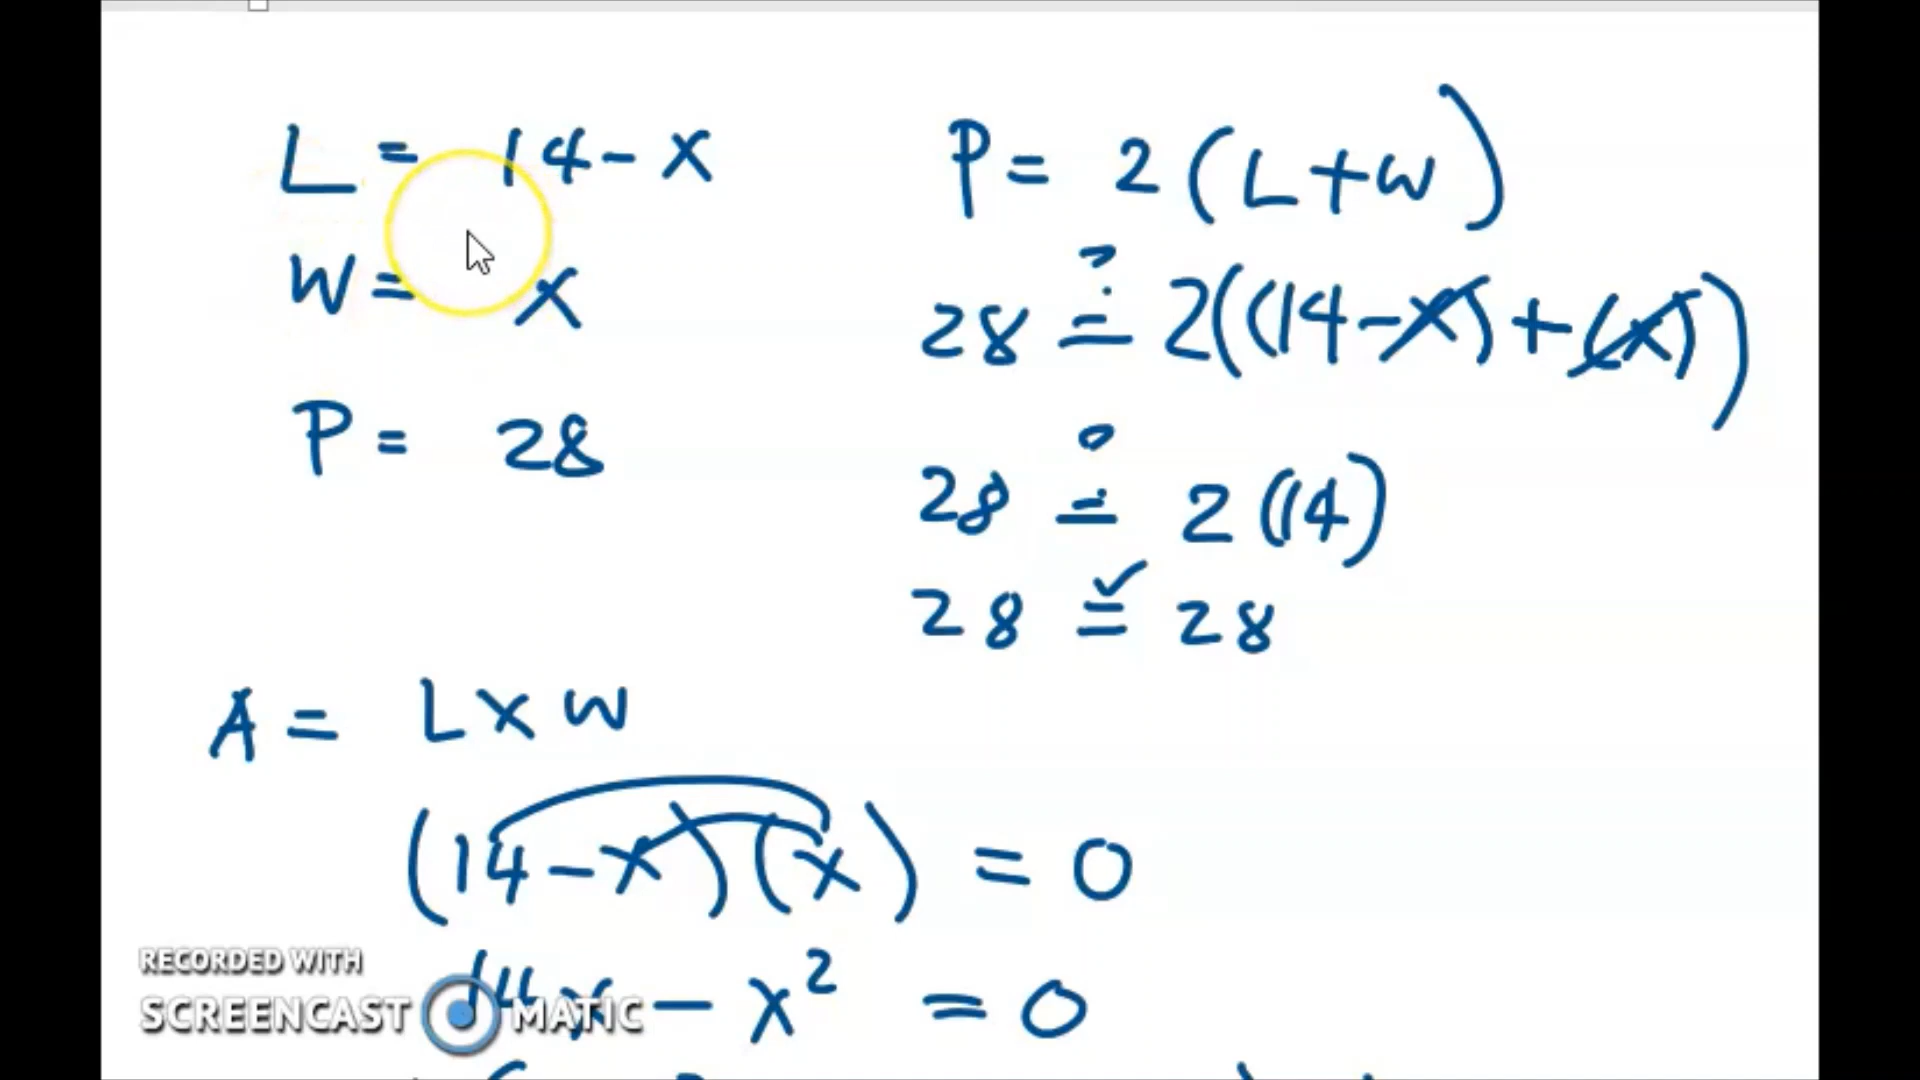 L = 14 - x
W = x
P = 28
P = 2 (L + w)
28 ≟ 2((14 - x) + (x))
28 ≟ 2 (14)
28 = ✓ 28
A = L x w
(14 - x) (x) = 0
14x - x² = 0
RECORDED WITH
SCREENCAST MATIC